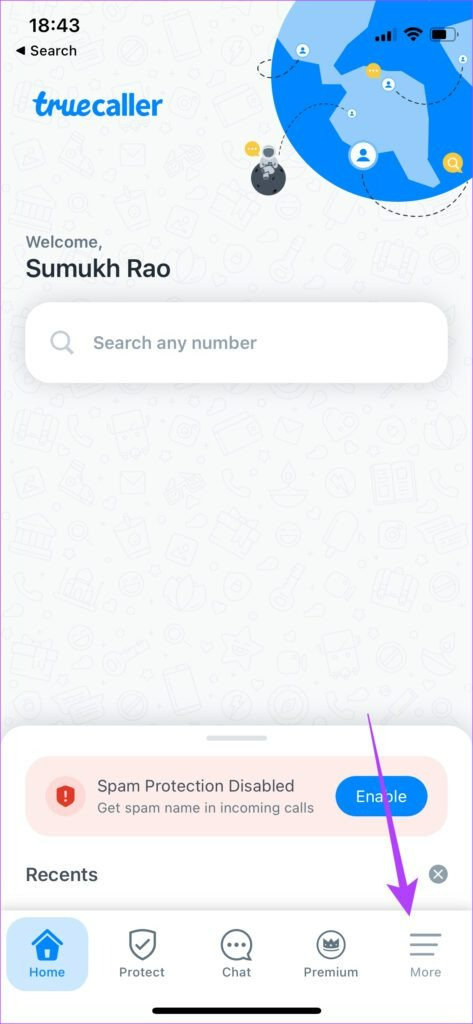 18:43
◀ Search
truecaller
Welcome,
Sumukh Rao
Search any number
Spam Protection Disabled
Get spam name in incoming calls
Enable
Recents
Home
Protect
Chat
Premium
More